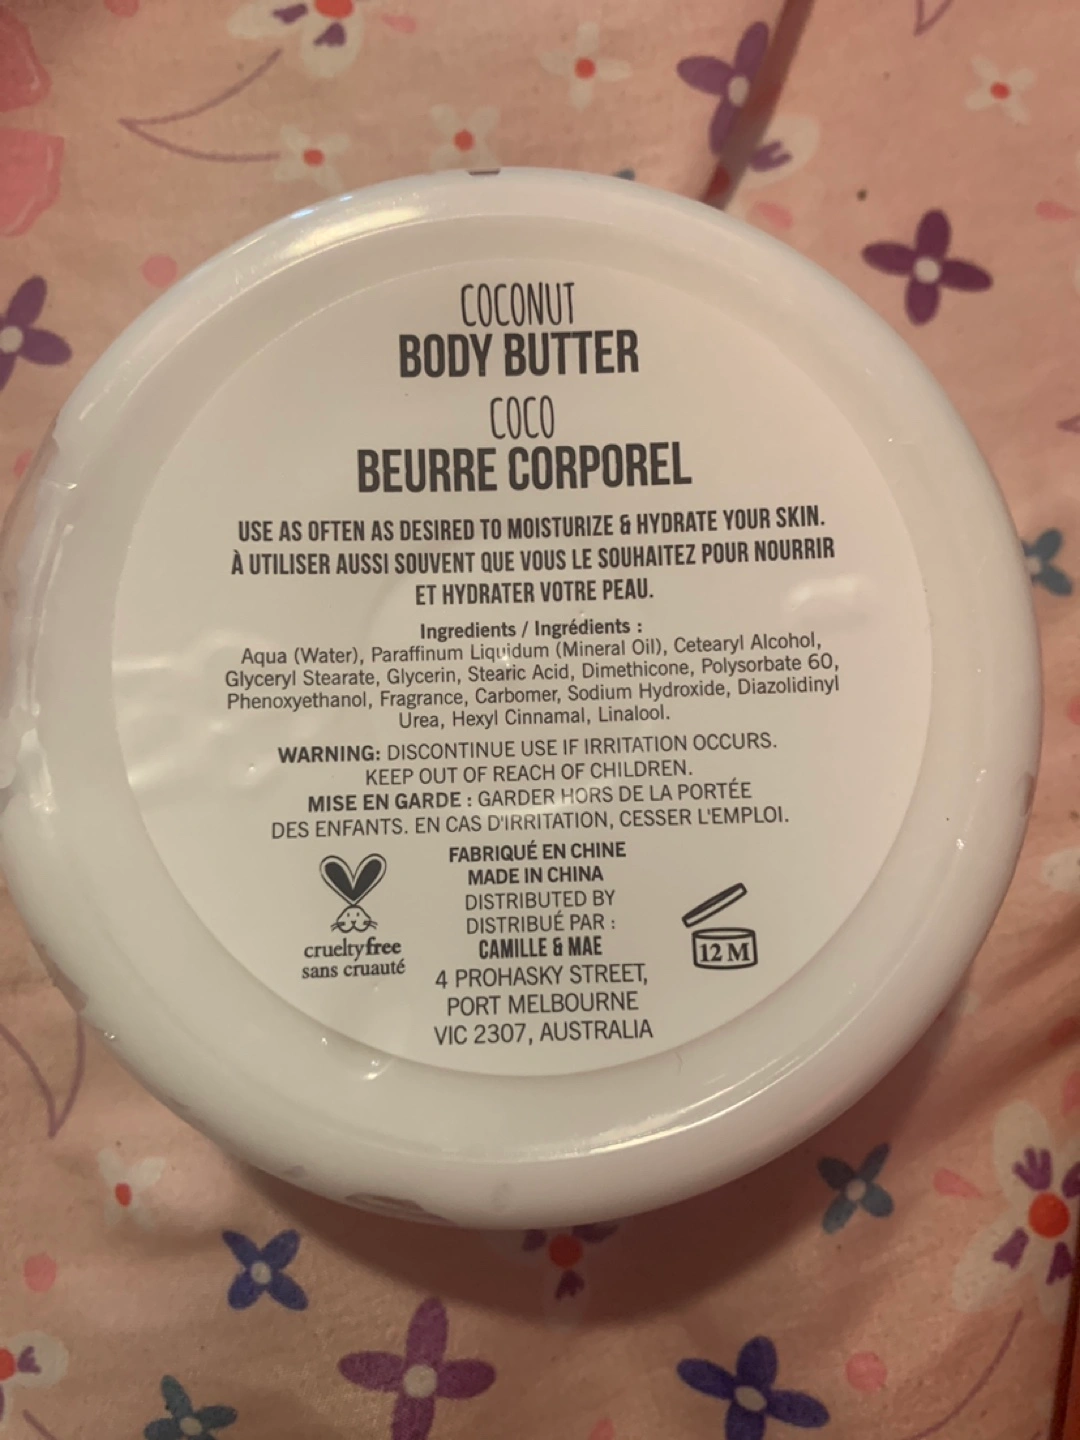 COCONUT
BODY BUTTER
COCO
BEURRE CORPOREL
USE AS OFTEN AS DESIRED TO MOISTURIZE & HYDRATE YOUR SKIN.
À UTILISER AUSSI SOUVENT QUE VOUS LE SOUHAITEZ POUR NOURRIR
ET HYDRATER VOTRE PEAU.
Ingredients / Ingrédients :
Aqua (Water), Paraffinum Liquidum (Mineral Oil), Cetearyl Alcohol,
Glyceryl Stearate, Glycerin, Stearic Acid, Dimethicone, Polysorbate 60,
Phenoxyethanol, Fragrance, Carbomer, Sodium Hydroxide, Diazolidinyl
Urea, Hexyl Cinnamal, Linalool.
WARNING: DISCONTINUE USE IF IRRITATION OCCURS.
KEEP OUT OF REACH OF CHILDREN.
MISE EN GARDE : GARDER HORS DE LA PORTÉE
DES ENFANTS. EN CAS D'IRRITATION, CESSER L'EMPLOI.
FABRIQUÉ EN CHINE
MADE IN CHINA
DISTRIBUTED BY
DISTRIBUÉ PAR :
CAMILLE & MAE
4 PROHASKY STREET,
PORT MELBOURNE
VIC 2307, AUSTRALIA
crueltyfree
sans cruauté
12 M